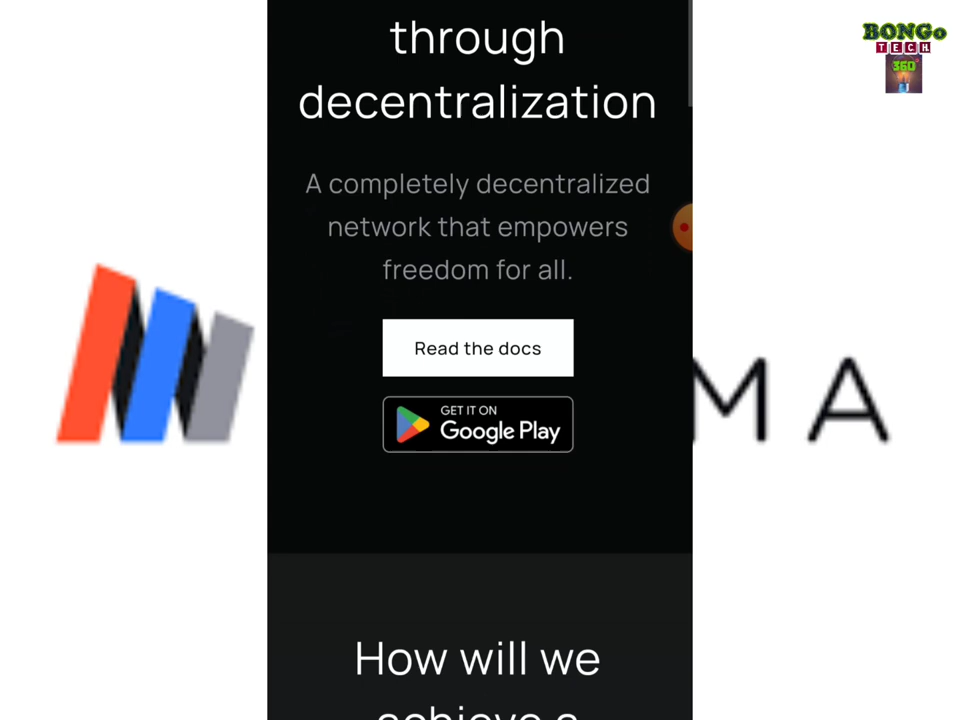 through
decentralization
A completely decentralized
network that empowers
freedom for all.
Read the docs
GET IT ON
Google Play
How will we
achieve a
MA
BONGo
TECH
360°